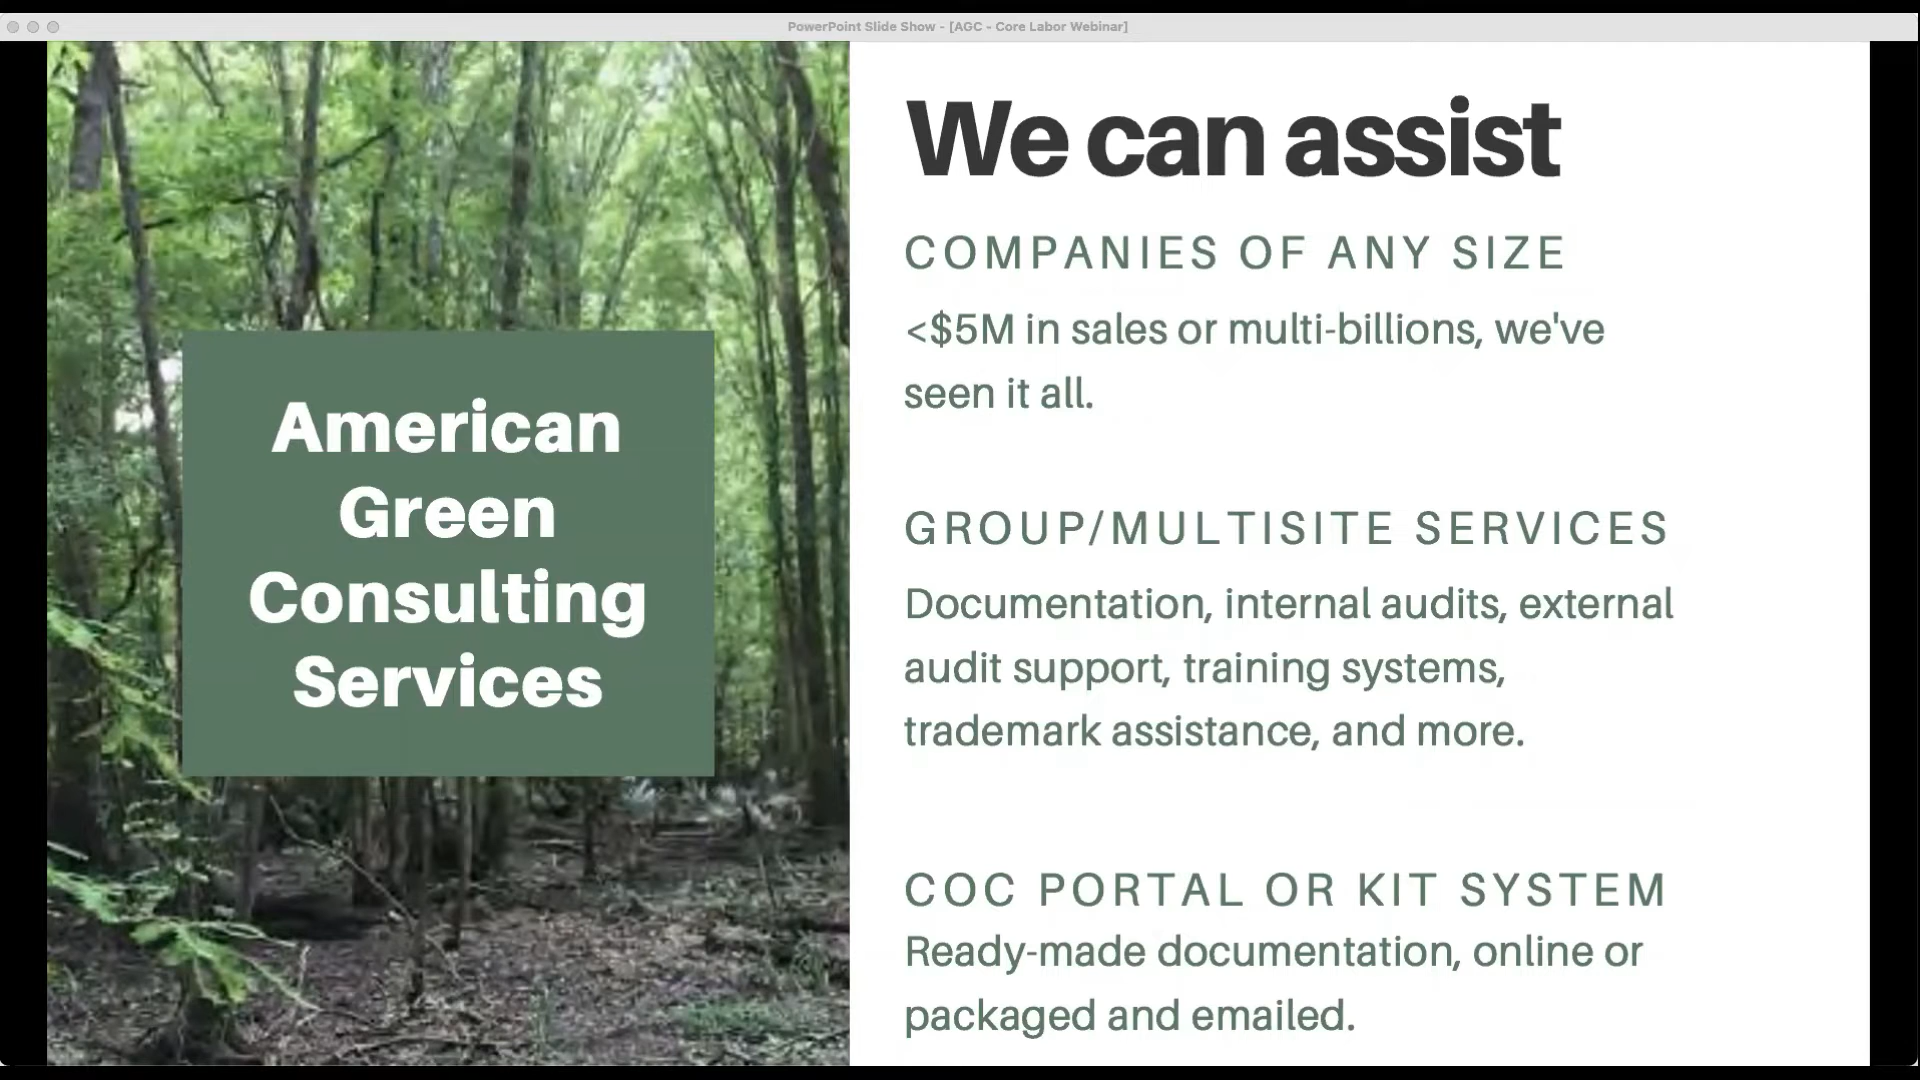 PowerPoint Slide Show - [AGC - Core Labor Webinar]
American
Green
Consulting
Services
We can assist
COMPANIES OF ANY SIZE
<$5M in sales or multi-billions, we've
seen it all.
GROUP/MULTISITE SERVICES
Documentation, internal audits, external
audit support, training systems,
trademark assistance, and more.
COC PORTAL OR KIT SYSTEM
Ready-made documentation, online or
packaged and emailed.